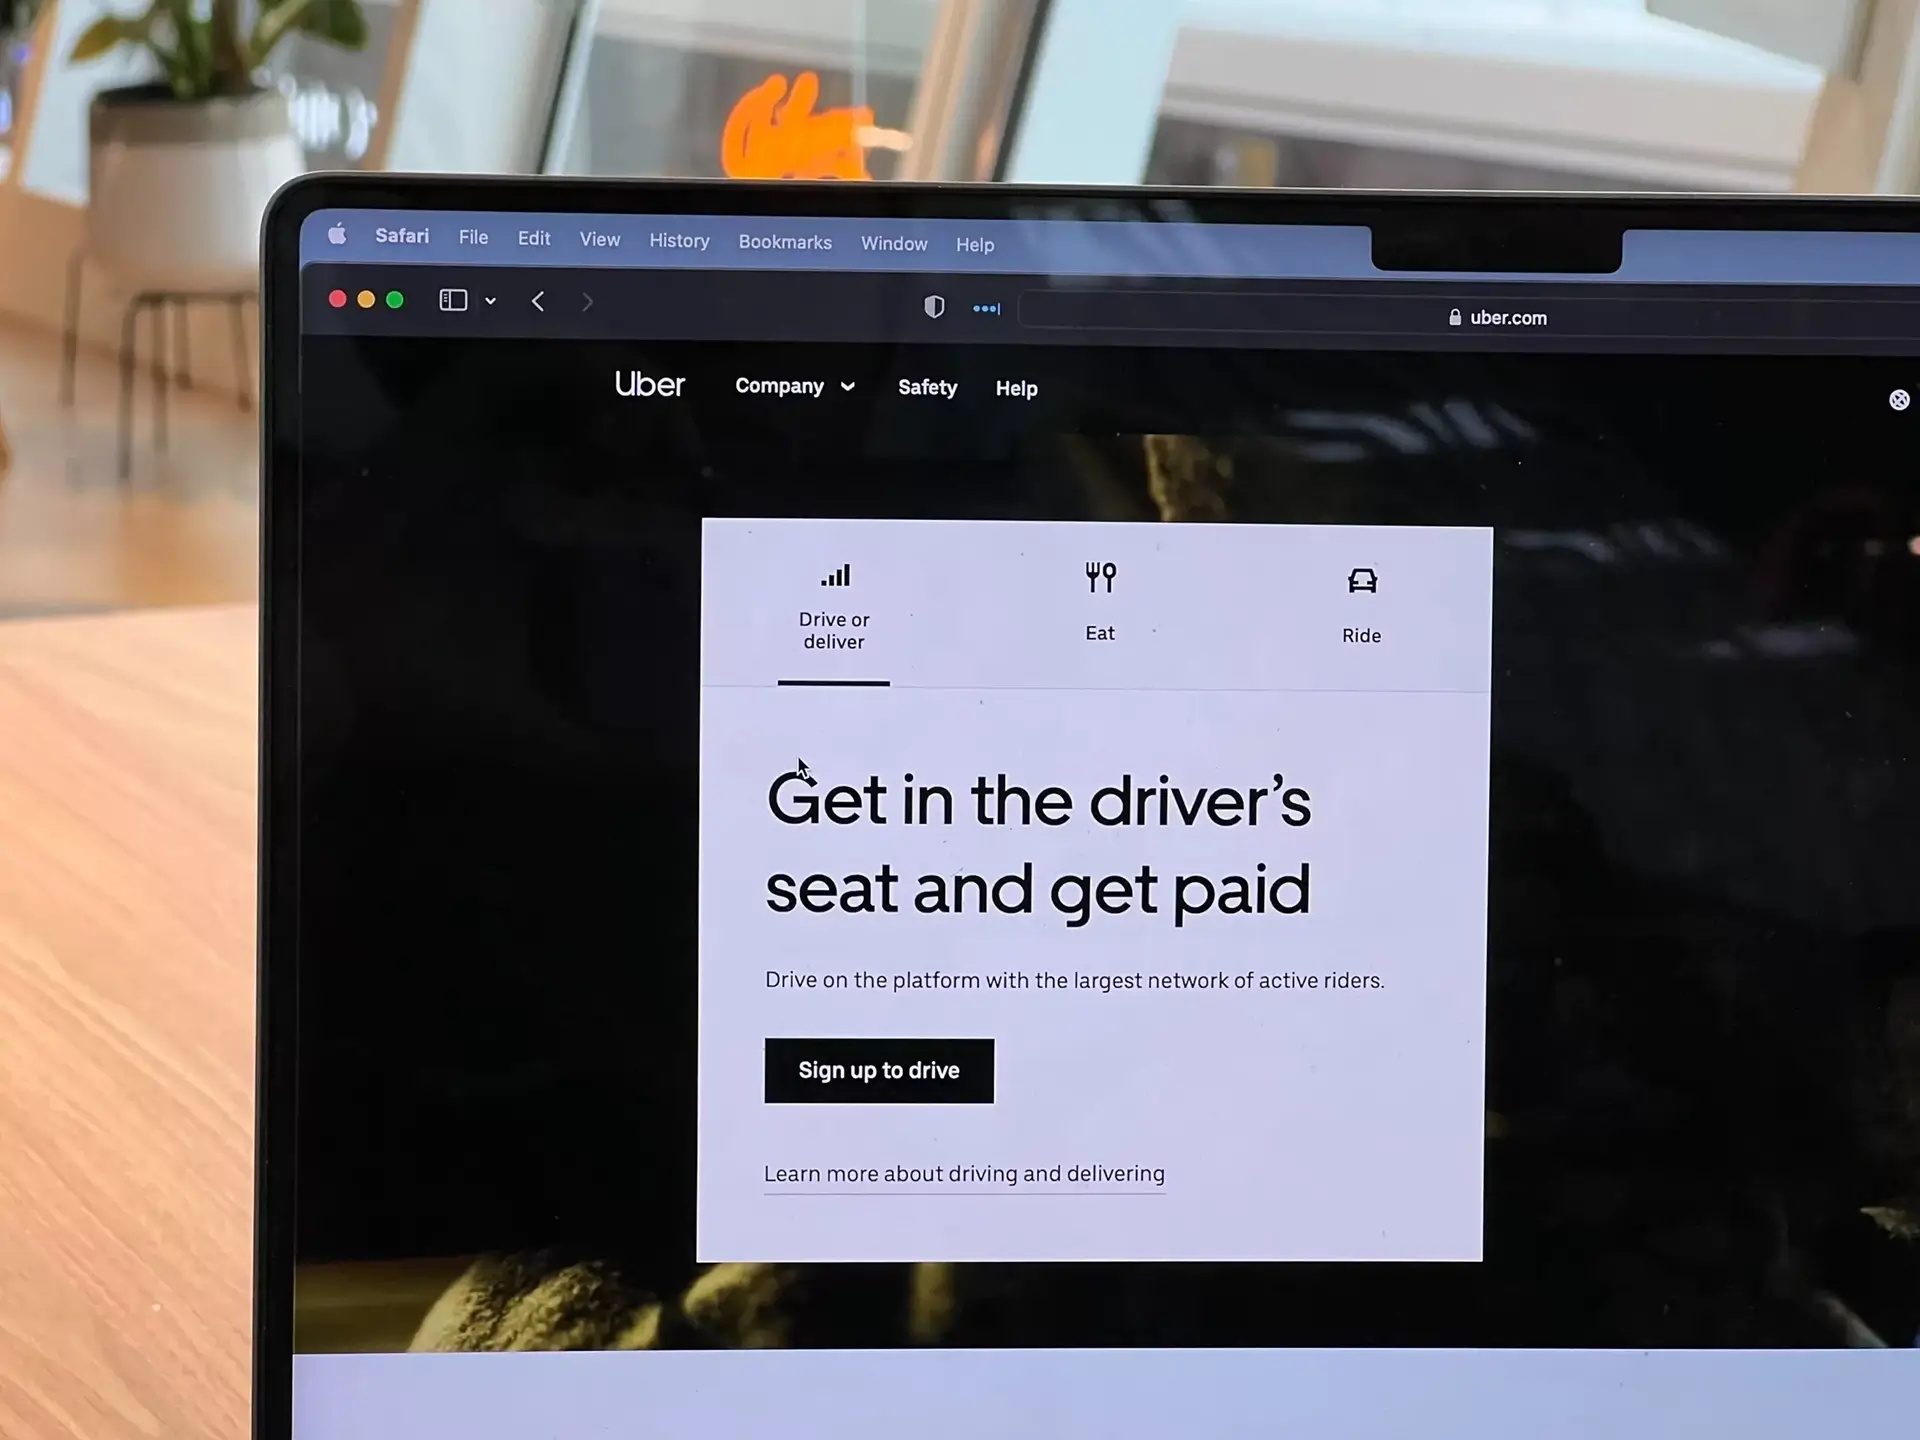 Safari File Edit View History Bookmarks Window Help
uber.com
Uber Company Safety Help
Drive or
deliver
Eat
Ride
Get in the driver’s
seat and get paid
Drive on the platform with the largest network of active riders.
Sign up to drive
Learn more about driving and delivering